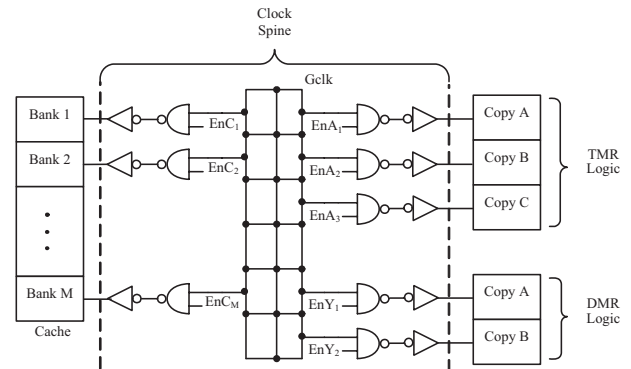 Clock
Spine
Gclk
Bank 1
EnC1
EnA1
Copy A
Bank 2
EnC2
EnA2
Copy B
TMR
Logic
EnA3
Copy C
Bank M
EnCM
EnY1
Copy A
DMR
Logic
Cache
EnY2
Copy B